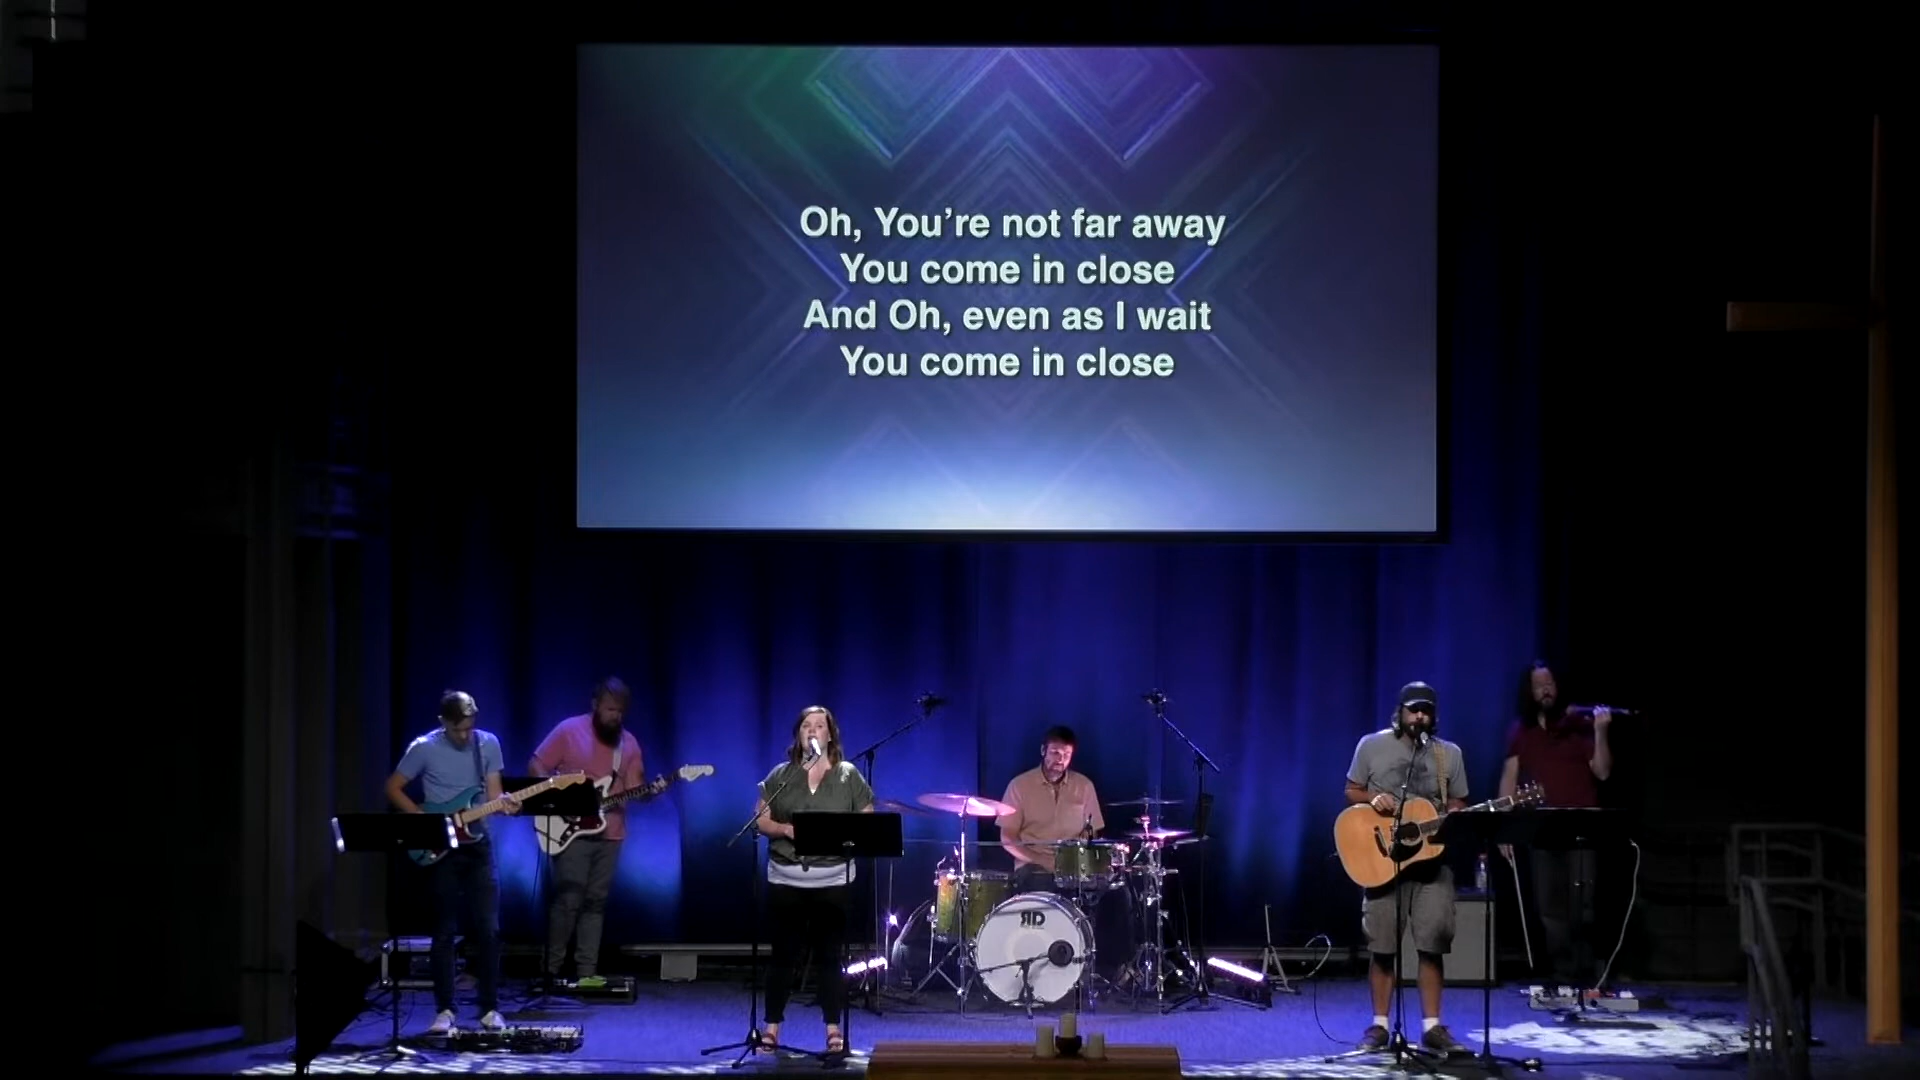 Oh, You're not far away
You come in close
And Oh, even as I wait
You come in close